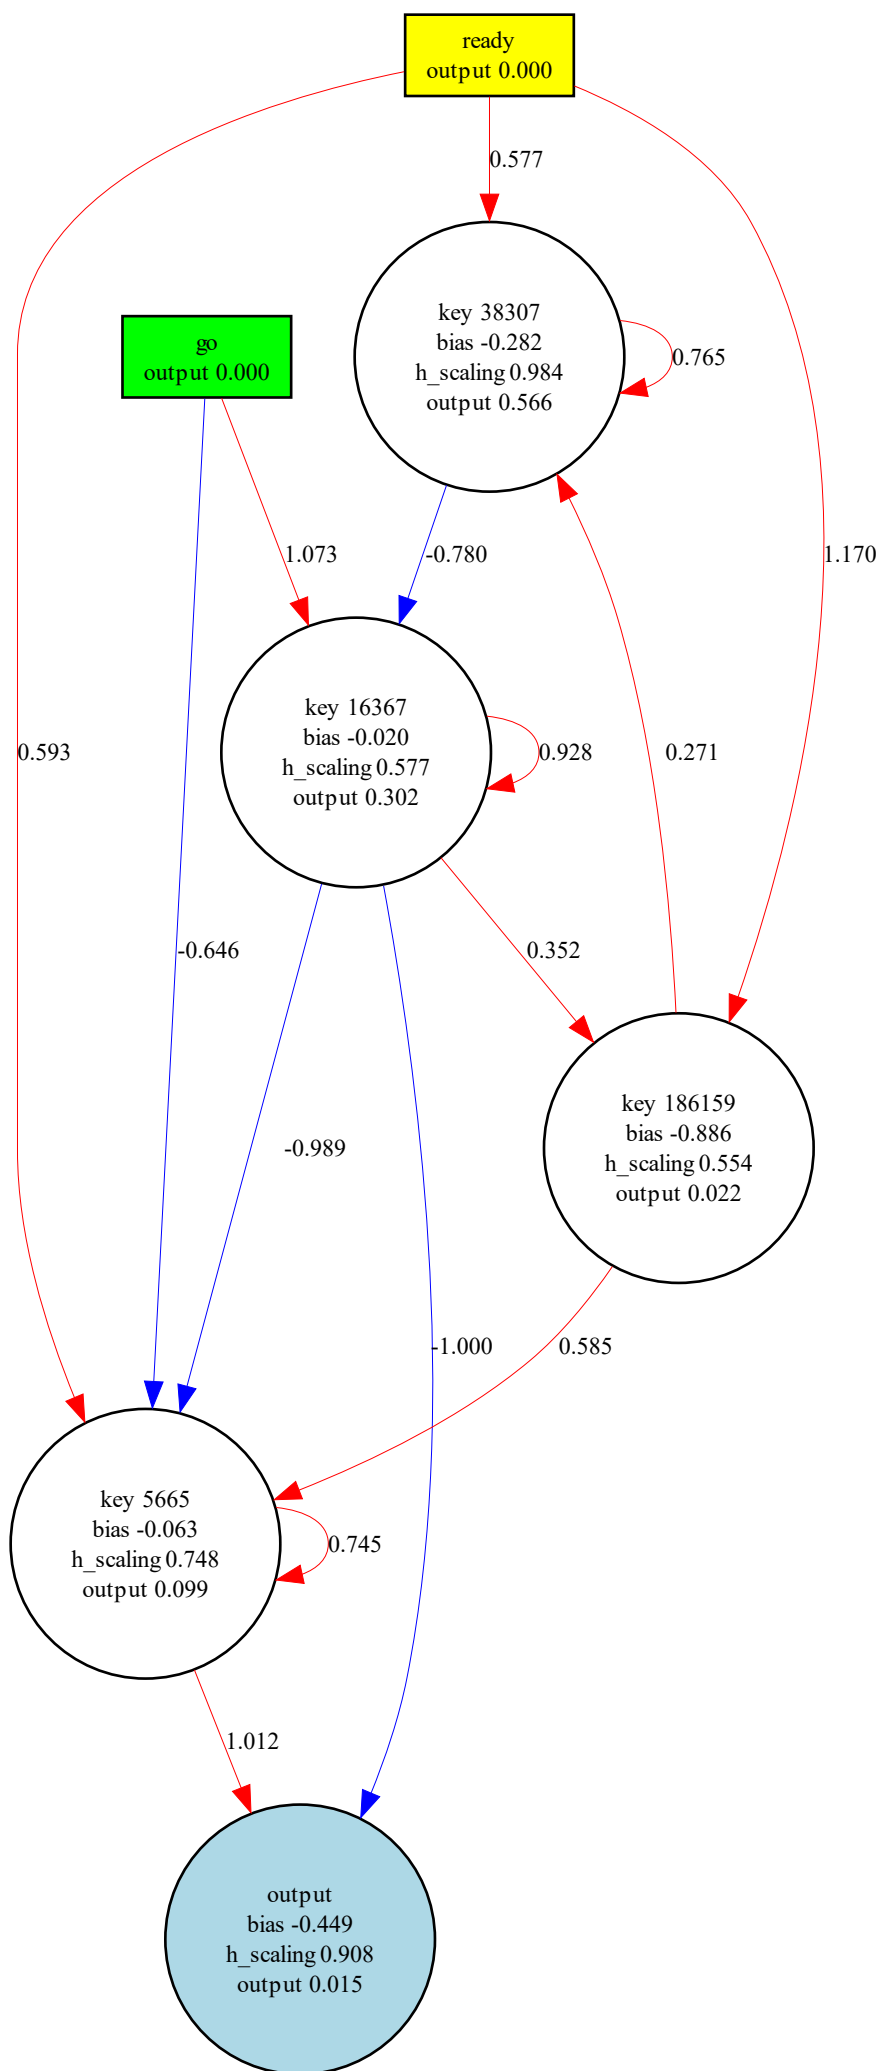 ready
output 0.000
0.577
go
output 0.000
key 38307
bias -0.282
h_scaling 0.984
output 0.566
0.765
1.073
-0.780
1.170
key 16367
bias -0.020
h_scaling 0.577
output 0.302
0.593
0.928
0.271
-0.646
0.352
key 186159
bias -0.886
h_scaling 0.554
output 0.022
-0.989
-1.000
0.585
key 5665
bias -0.063
h_scaling 0.748
output 0.099
0.745
1.012
output
bias -0.449
h_scaling 0.908
output 0.015